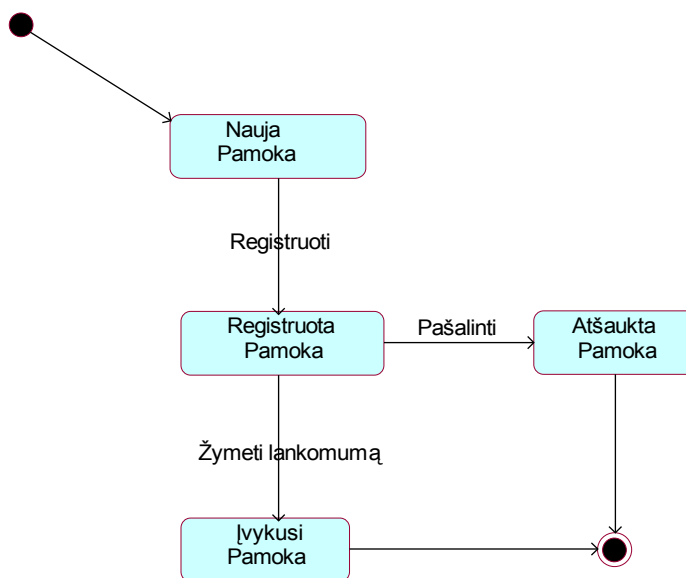 Nauja
Pamoka
Registruoti
Registruota
Pamoka
Pašalinti
Atšaukta
Pamoka
Žymeti lankomumą
Įvykusi
Pamoka